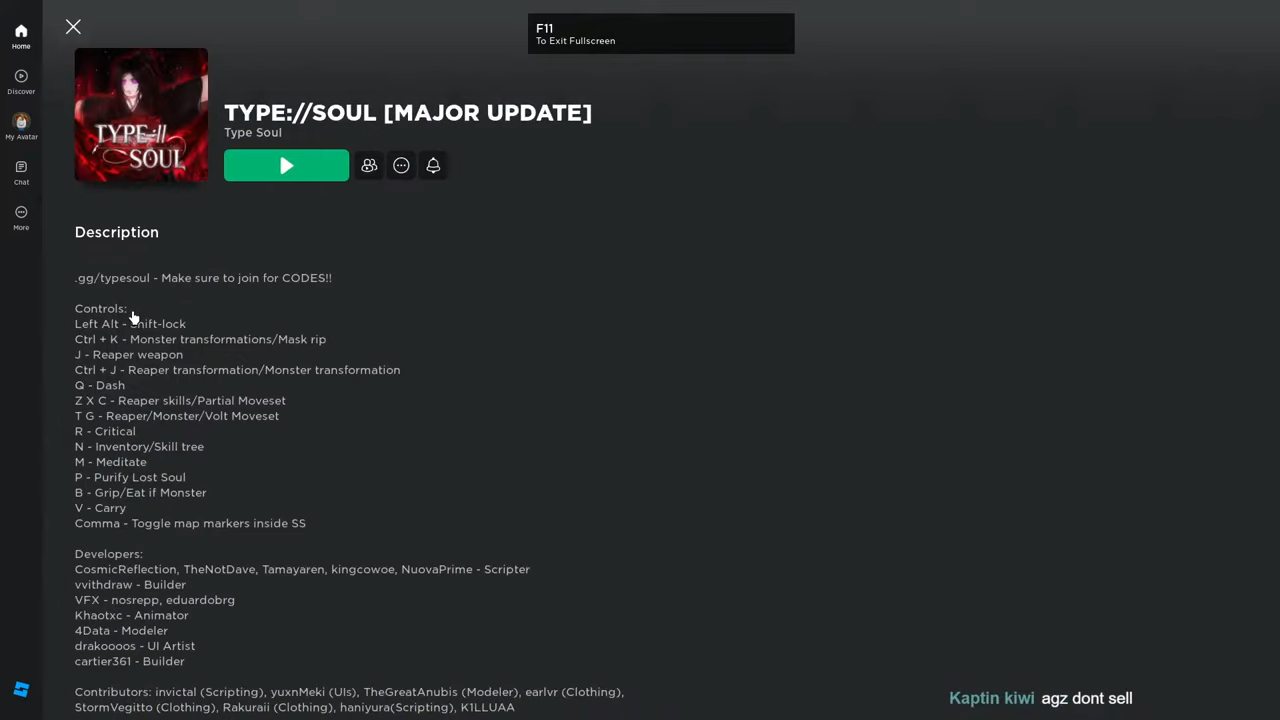 F11
To Exit Fullscreen
Home
Discover
My Avatar
Chat
More
TYPE://
SOUL
TYPE://SOUL [MAJOR UPDATE]
Type Soul
Description
.gg/typesoul - Make sure to join for CODES!!
Controls:
Left Alt - Shift-lock
Ctrl + K - Monster transformations/Mask rip
J - Reaper weapon
Ctrl + J - Reaper transformation/Monster transformation
Q - Dash
Z X C - Reaper skills/Partial Moveset
T G - Reaper/Monster/Volt Moveset
R - Critical
N - Inventory/Skill tree
M - Meditate
P - Purify Lost Soul
B - Grip/Eat if Monster
V - Carry
Comma - Toggle map markers inside SS
Developers:
CosmicReflection, TheNotDave, Tamayaren, kingcowoe, NuovaPrime - Scripter
vvithdraw - Builder
VFX - nosrepp, eduardobrg
Khaotxc - Animator
4Data - Modeler
drakoooos - UI Artist
cartier361 - Builder
Contributors: invictal (Scripting), yuxnMeki (UIs), TheGreatAnubis (Modeler), earlvr (Clothing),
StormVegitto (Clothing), Rakuraii (Clothing), haniyura(Scripting), K1LLUAA
Kaptin kiwi agz dont sell